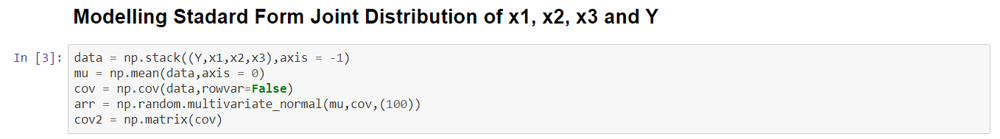 Modelling Stadard Form Joint Distribution of x1, x2, x3 and Y
In [3]: data = np.stack((Y,x1,x2,x3),axis = -1)
mu = np.mean(data,axis = 0)
cov = np.cov(data,rowvar=False)
arr = np.random.multivariate_normal(mu,cov,(100))
cov2 = np.matrix(cov)